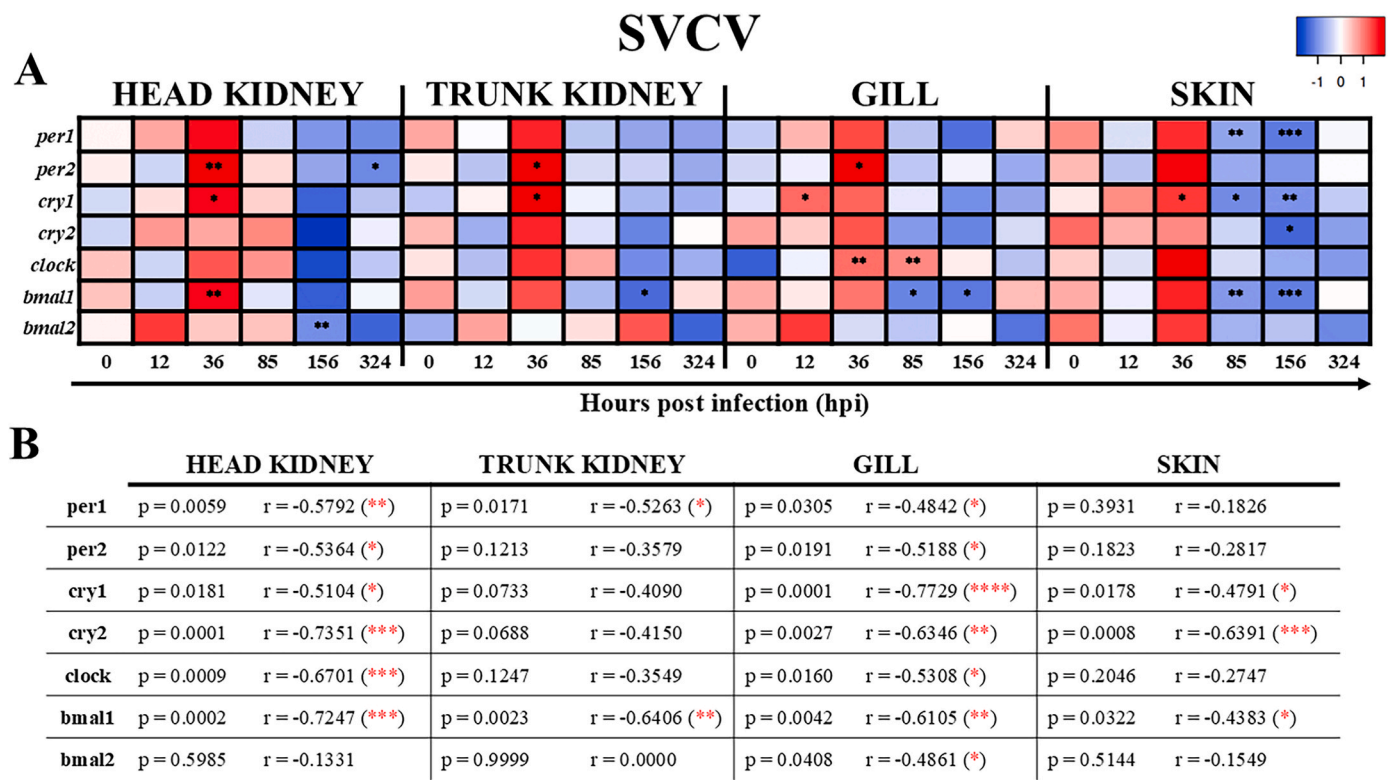 SVCV
-1 0 1
A
HEAD KIDNEY TRUNK KIDNEY GILL SKIN
per1 ** ***
per2 ** * * *
cry1 * * * * * **
cry2 *
clock ** **
bmal1 ** * * * ** ***
bmal2 **
0 12 36 85 156 324 0 12 36 85 156 324 0 12 36 85 156 324 0 12 36 85 156 324
Hours post infection (hpi)
B
HEAD KIDNEY TRUNK KIDNEY GILL SKIN
per1 p = 0.0059 r = -0.5792 (**) p = 0.0171 r = -0.5263 (*) p = 0.0305 r = -0.4842 (*) p = 0.3931 r = -0.1826
per2 p = 0.0122 r = -0.5364 (*) p = 0.1213 r = -0.3579 p = 0.0191 r = -0.5188 (*) p = 0.1823 r = -0.2817
cry1 p = 0.0181 r = -0.5104 (*) p = 0.0733 r = -0.4090 p = 0.0001 r = -0.7729 (****) p = 0.0178 r = -0.4791 (*)
cry2 p = 0.0001 r = -0.7351 (***) p = 0.0688 r = -0.4150 p = 0.0027 r = -0.6346 (**) p = 0.0008 r = -0.6391 (***)
clock p = 0.0009 r = -0.6701 (***) p = 0.1247 r = -0.3549 p = 0.0160 r = -0.5308 (*) p = 0.2046 r = -0.2747
bmal1 p = 0.0002 r = -0.7247 (***) p = 0.0023 r = -0.6406 (**) p = 0.0042 r = -0.6105 (**) p = 0.0322 r = -0.4383 (*)
bmal2 p = 0.5985 r = -0.1331 p = 0.9999 r = 0.0000 p = 0.0408 r = -0.4861 (*) p = 0.5144 r = -0.1549